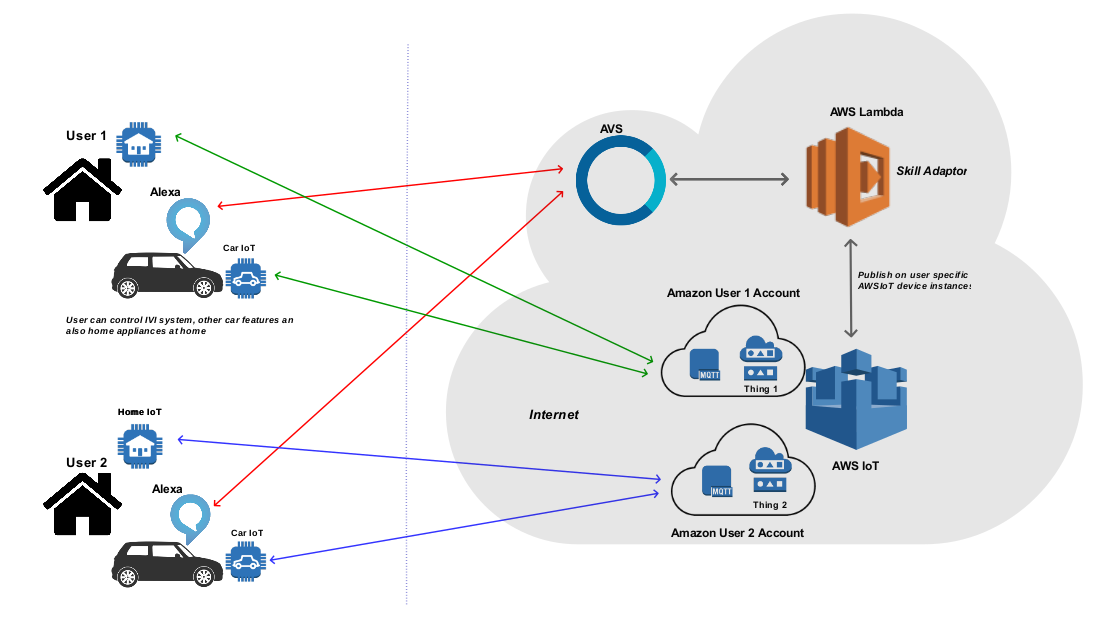 User 1
Alexa
Car IoT
User can control IVI system, other car features an
also home appliances at home
Home IoT
User 2
Alexa
Car IoT
AVS
AWS Lambda
Skill Adaptor
Publish on user specific
AWSIoT device instances
Amazon User 1 Account
MQTT
Thing 1
Internet
AWS IoT
MQTT
Thing 2
Amazon User 2 Account